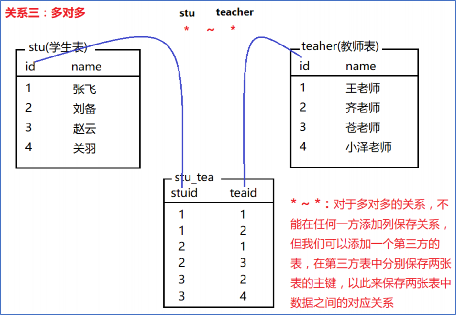 关系三：多对多
stu teacher
* ~ *
stu(学生表)
id name
1 张飞
2 刘备
3 赵云
4 关羽
teaher(教师表)
id name
1 王老师
2 齐老师
3 苍老师
4 小泽老师
stu_tea
stuid teaid
1 1
1 2
2 1
2 3
3 2
3 4
* ~ *：对于多对多的关系，不
能在任何一方添加列保存关系，
但我们可以添加一个第三方的
表，在第三方表中分别保存两张
表的主键，以此来保存两张表中
数据之间的对应关系